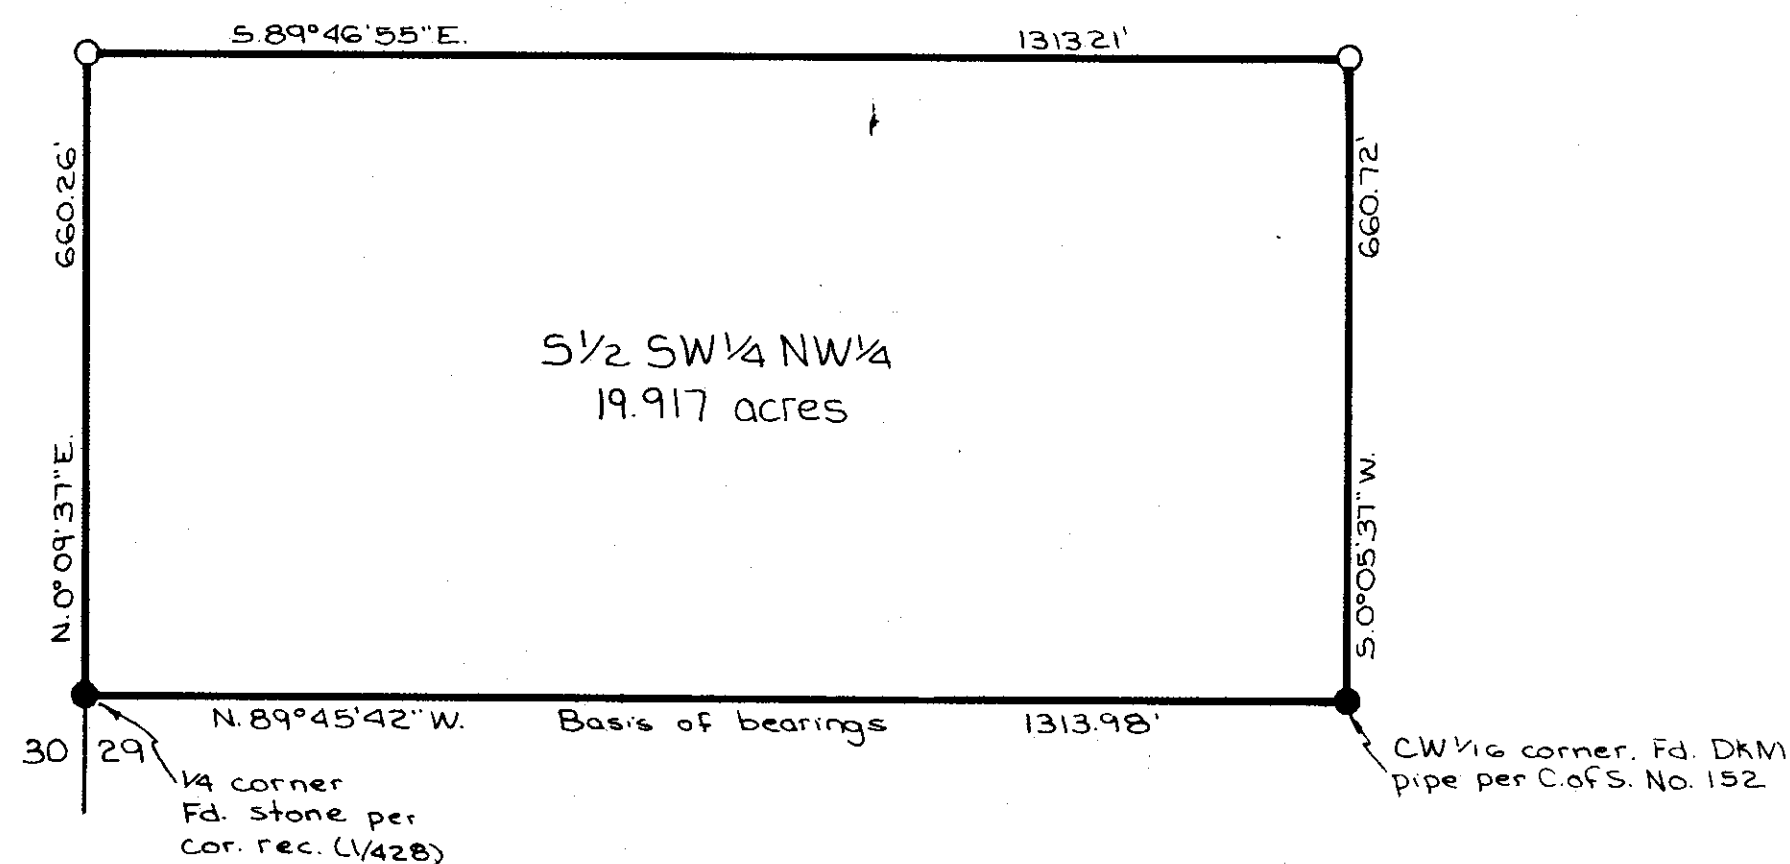 S.89°46'55"E. 1313.21'
660.26'
N.0°09'37"E.
660.72'
S.0°05'37"W.
S1/2 SW1/4 NW1/4
19.917 acres
N.89°45'42"W. Basis of bearings 1313.98'
30 29
1/4 corner
Fd. stone per
cor. rec. (1/428)
CW 1/16 corner. Fd. DKM
pipe per C.of S. No. 152